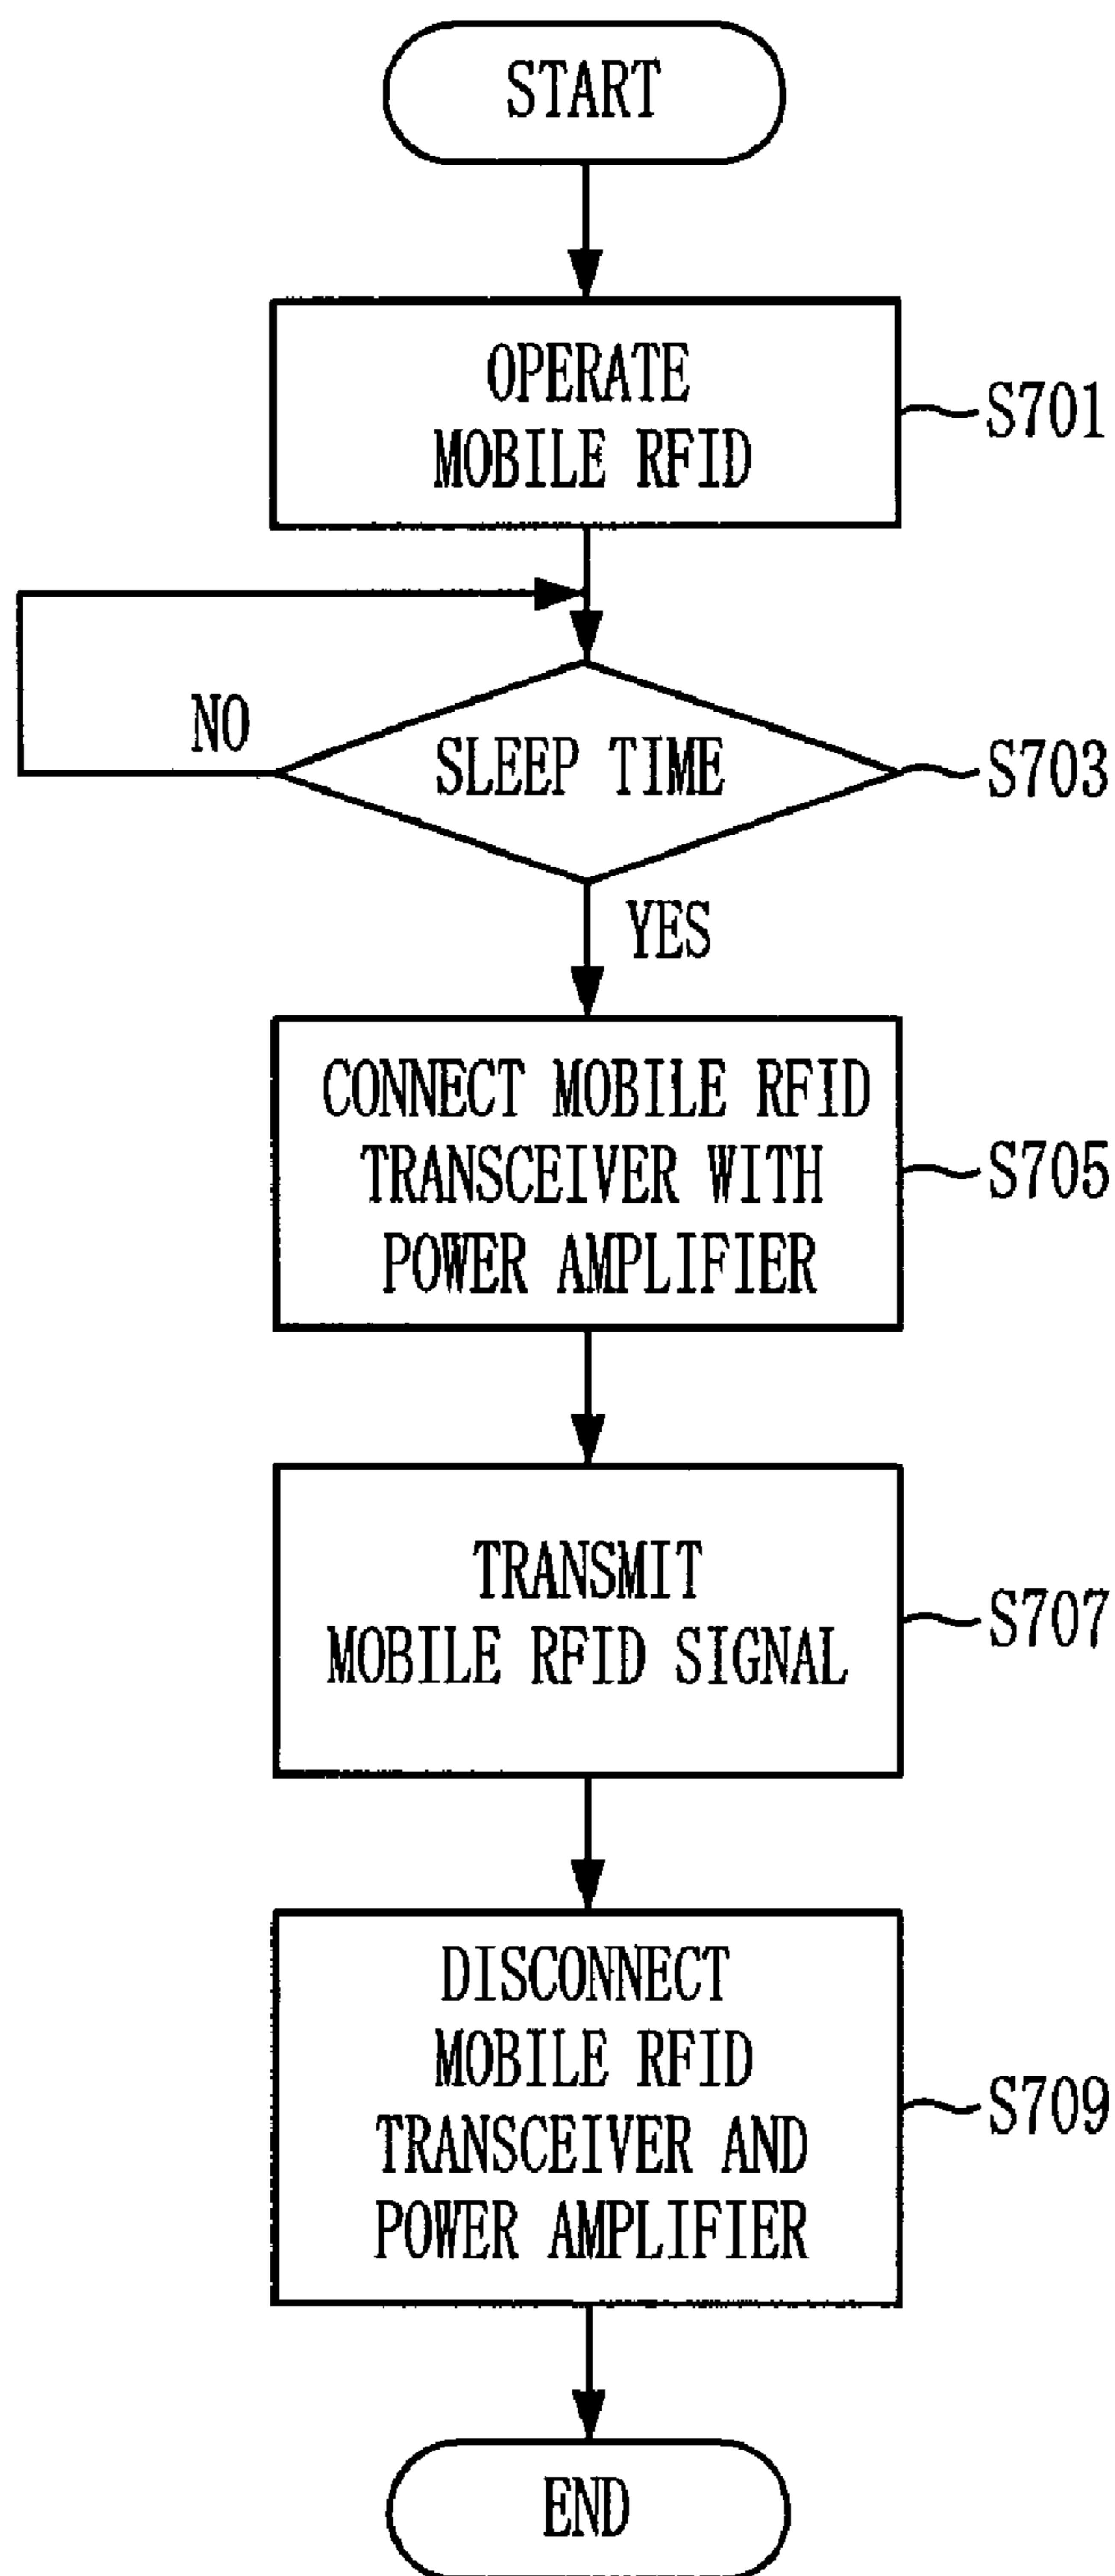 START
OPERATE
MOBILE RFID
S701
NO
SLEEP TIME
S703
YES
CONNECT MOBILE RFID
TRANSCEIVER WITH
POWER AMPLIFIER
S705
TRANSMIT
MOBILE RFID SIGNAL
S707
DISCONNECT
MOBILE RFID
TRANSCEIVER AND
POWER AMPLIFIER
S709
END